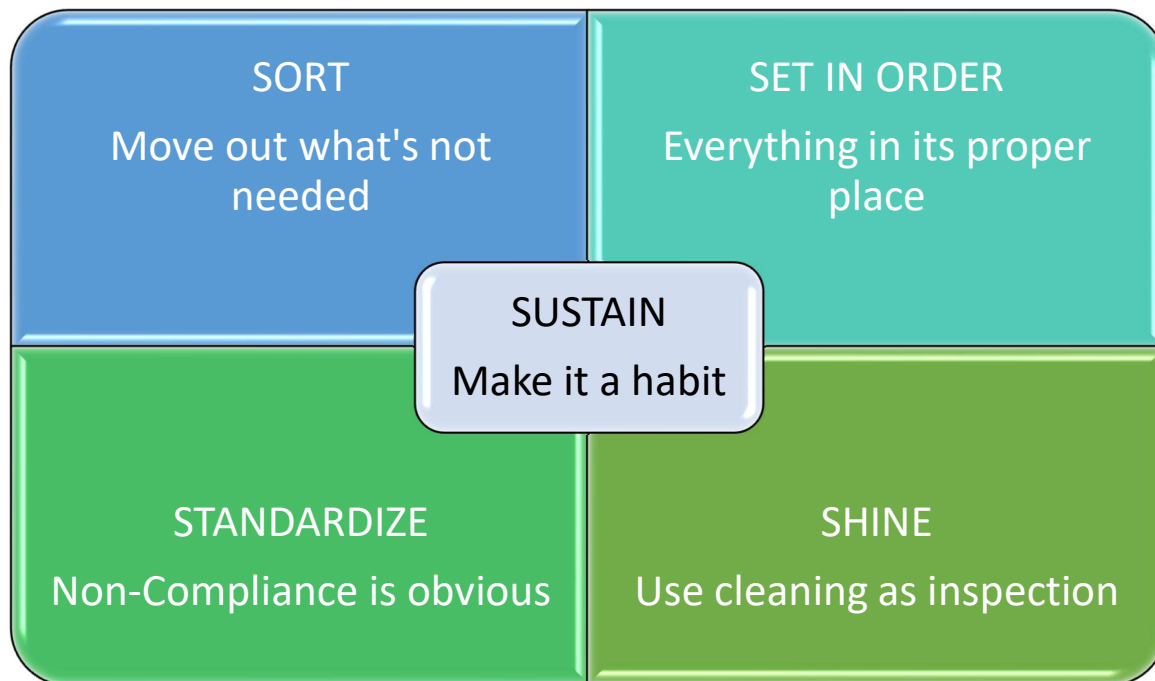 SORT
Move out what's not
needed
SET IN ORDER
Everything in its proper
place
SUSTAIN
Make it a habit
STANDARDIZE
Non-Compliance is obvious
SHINE
Use cleaning as inspection